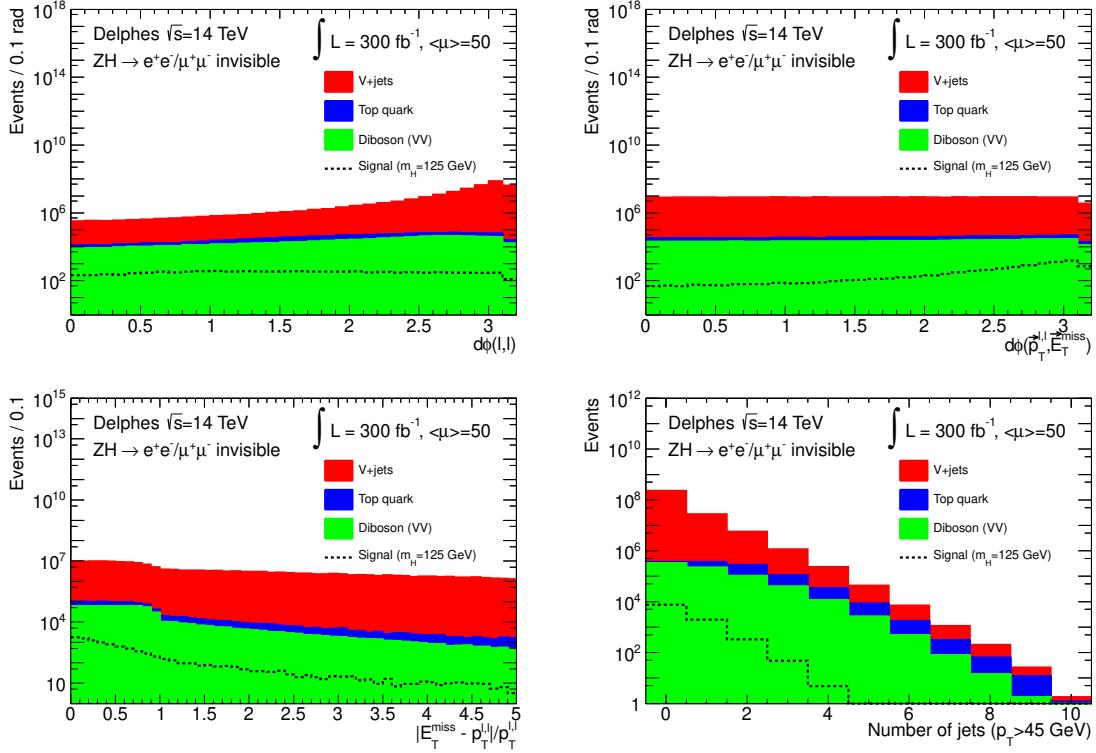 Events / 0.1 rad
10^18
10^14
10^10
10^6
10^2
Delphes √s=14 TeV
∫ L = 300 fb^-1, <μ>=50
ZH → e^+e^-/μ^+μ^- invisible
V+jets
Top quark
Diboson (VV)
Signal (m_H=125 GeV)
0 0.5 1 1.5 2 2.5 3
dϕ(l,l)
Events / 0.1 rad
10^18
10^14
10^10
10^6
10^2
Delphes √s=14 TeV
∫ L = 300 fb^-1, <μ>=50
ZH → e^+e^-/μ^+μ^- invisible
V+jets
Top quark
Diboson (VV)
Signal (m_H=125 GeV)
0 0.5 1 1.5 2 2.5 3
dϕ(p⃗_T^l,l,E⃗_T^miss)
Events / 0.1
10^15
10^13
10^10
10^7
10^4
10
Delphes √s=14 TeV
∫ L = 300 fb^-1, <μ>=50
ZH → e^+e^-/μ^+μ^- invisible
V+jets
Top quark
Diboson (VV)
Signal (m_H=125 GeV)
0 0.5 1 1.5 2 2.5 3 3.5 4 4.5 5
|E_T^miss - p_T^l,l|/p_T^l,l
Events
10^12
10^10
10^8
10^6
10^4
10^2
1
Delphes √s=14 TeV
∫ L = 300 fb^-1, <μ>=50
ZH → e^+e^-/μ^+μ^- invisible
V+jets
Top quark
Diboson (VV)
Signal (m_H=125 GeV)
0 2 4 6 8 10
Number of jets (p_T>45 GeV)